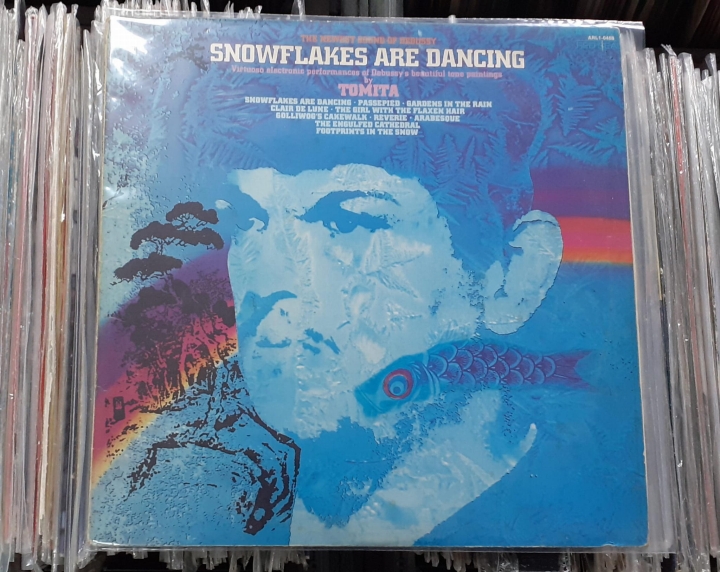 THE NEWEST SOUND OF DEBUSSY
ARL1-0488
SNOWFLAKES ARE DANCING
Virtuoso electronic performances of Debussy's beautiful tone paintings
by
TOMITA
SNOWFLAKES ARE DANCING · PASSEPIED · GARDENS IN THE RAIN
CLAIR DE LUNE · THE GIRL WITH THE FLAXEN HAIR
GOLLIWOG'S CAKEWALK · REVERIE · ARABESQUE
THE ENGULFED CATHEDRAL
FOOTPRINTS IN THE SNOW